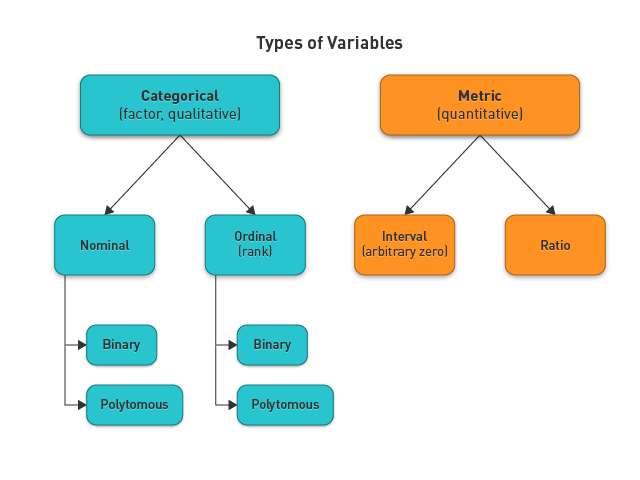 Types of Variables
Categorical
(factor, qualitative)
Metric
(quantitative)
Nominal
Ordinal
(rank)
Interval
(arbitrary zero)
Ratio
Binary
Binary
Polytomous
Polytomous